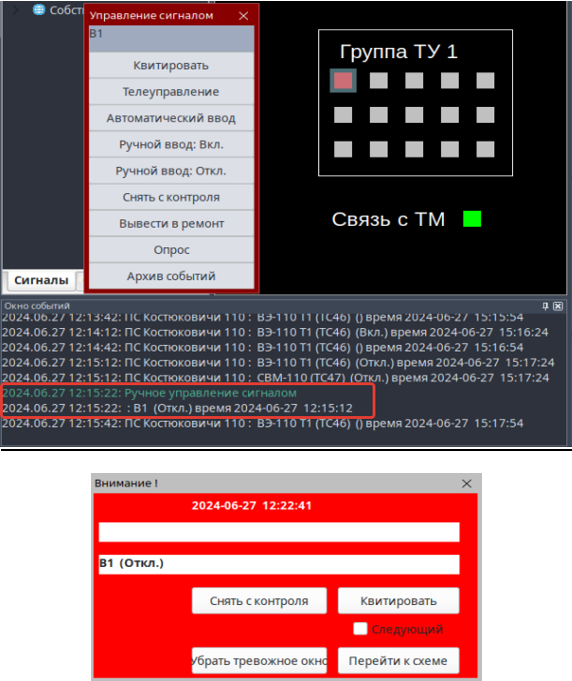 Управление сигналом
В1
Квитировать
Телеуправление
Автоматический ввод
Ручной ввод: Вкл.
Ручной ввод: Откл.
Снять с контроля
Вывести в ремонт
Опрос
Архив событий
Сигналы
Группа ТУ 1
Связь с ТМ
Окно событий
2024.06.27 12:13:42: ПС Костюковичи 110 : ВЭ-110 Т1 (ТС46) () время 2024-06-27 15:15:54
2024.06.27 12:14:12: ПС Костюковичи 110 : ВЭ-110 Т1 (ТС46) (Вкл.) время 2024-06-27 15:16:24
2024.06.27 12:14:42: ПС Костюковичи 110 : ВЭ-110 Т1 (ТС46) () время 2024-06-27 15:16:54
2024.06.27 12:15:12: ПС Костюковичи 110 : ВЭ-110 Т1 (ТС46) (Откл.) время 2024-06-27 15:17:24
2024.06.27 12:15:12: ПС Костюковичи 110 : СВМ-110 (ТС47) (Откл.) время 2024-06-27 15:17:24
2024.06.27 12:15:22: Ручное управление сигналом
2024.06.27 12:15:22: : В1 (Откл.) время 2024-06-27 12:15:12
2024.06.27 12:15:42: ПС Костюковичи 110 : ВЭ-110 Т1 (ТС46) () время 2024-06-27 15:17:54
Внимание !
2024-06-27 12:22:41
В1 (Откл.)
Снять с контроля
Квитировать
Следующий
Убрать тревожное окно
Перейти к схеме